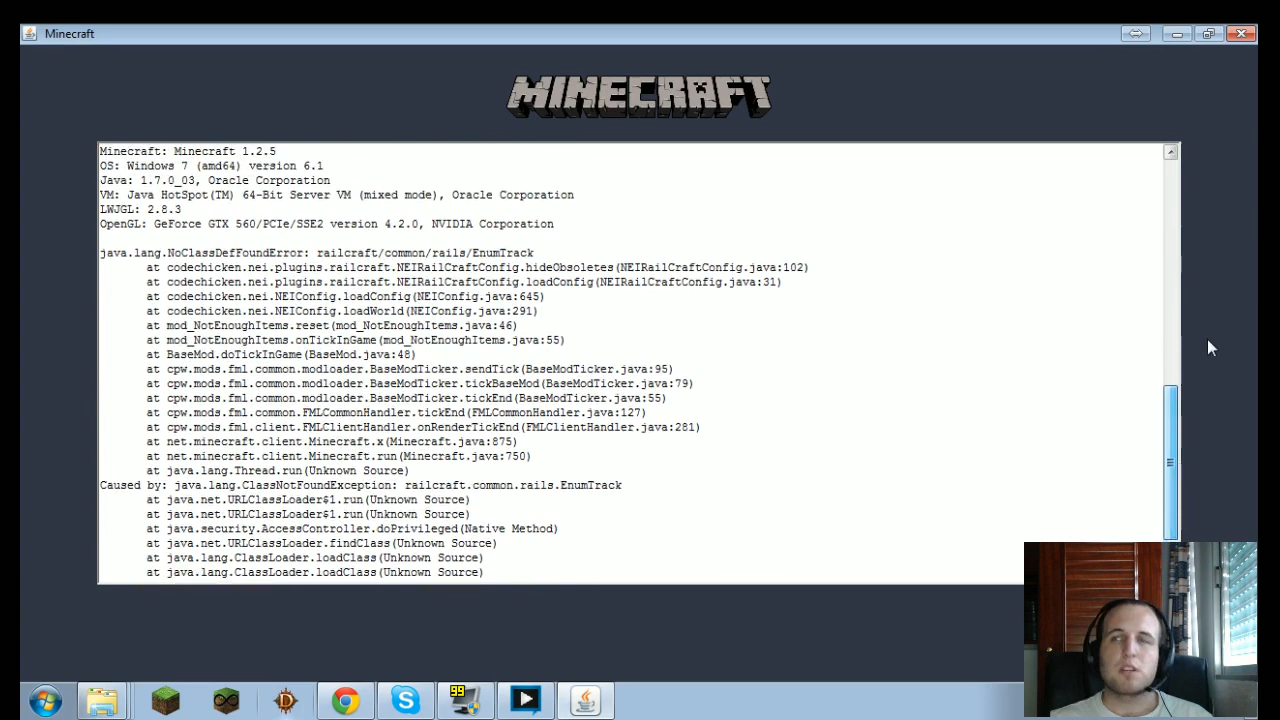 Minecraft
MINECRAFT
Minecraft: Minecraft 1.2.5
OS: Windows 7 (amd64) version 6.1
Java: 1.7.0_03, Oracle Corporation
VM: Java HotSpot(TM) 64-Bit Server VM (mixed mode), Oracle Corporation
LWJGL: 2.8.3
OpenGL: GeForce GTX 560/PCIe/SSE2 version 4.2.0, NVIDIA Corporation
java.lang.NoClassDefFoundError: railcraft/common/rails/EnumTrack
at codechicken.nei.plugins.railcraft.NEIRailCraftConfig.hideObsoletes(NEIRailCraftConfig.java:102)
at codechicken.nei.plugins.railcraft.NEIRailCraftConfig.loadConfig(NEIRailCraftConfig.java:31)
at codechicken.nei.NEIConfig.loadConfig(NEIConfig.java:645)
at codechicken.nei.NEIConfig.loadWorld(NEIConfig.java:291)
at mod_NotEnoughItems.reset(mod_NotEnoughItems.java:46)
at mod_NotEnoughItems.onTickInGame(mod_NotEnoughItems.java:55)
at BaseMod.doTickInGame(BaseMod.java:48)
at cpw.mods.fml.common.modloader.BaseModTicker.sendTick(BaseModTicker.java:95)
at cpw.mods.fml.common.modloader.BaseModTicker.tickBaseMod(BaseModTicker.java:79)
at cpw.mods.fml.common.modloader.BaseModTicker.tickEnd(BaseModTicker.java:55)
at cpw.mods.fml.common.FMLCommonHandler.tickEnd(FMLCommonHandler.java:127)
at cpw.mods.fml.client.FMLClientHandler.onRenderTickEnd(FMLClientHandler.java:281)
at net.minecraft.client.Minecraft.x(Minecraft.java:875)
at net.minecraft.client.Minecraft.run(Minecraft.java:750)
at java.lang.Thread.run(Unknown Source)
Caused by: java.lang.ClassNotFoundException: railcraft.common.rails.EnumTrack
at java.net.URLClassLoader$1.run(Unknown Source)
at java.net.URLClassLoader$1.run(Unknown Source)
at java.security.AccessController.doPrivileged(Native Method)
at java.net.URLClassLoader.findClass(Unknown Source)
at java.lang.ClassLoader.loadClass(Unknown Source)
at java.lang.ClassLoader.loadClass(Unknown Source)
99